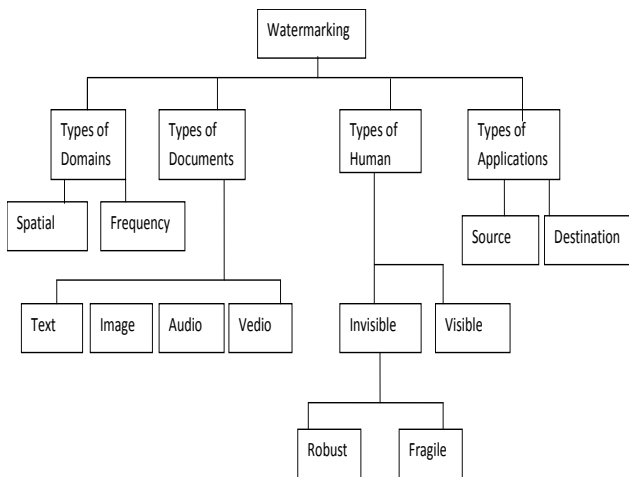 Watermarking
Types of
Domains
Types of
Documents
Types of
Human
Types of
Applications
Spatial
Frequency
Source
Destination
Text
Image
Audio
Vedio
Invisible
Visible
Robust
Fragile